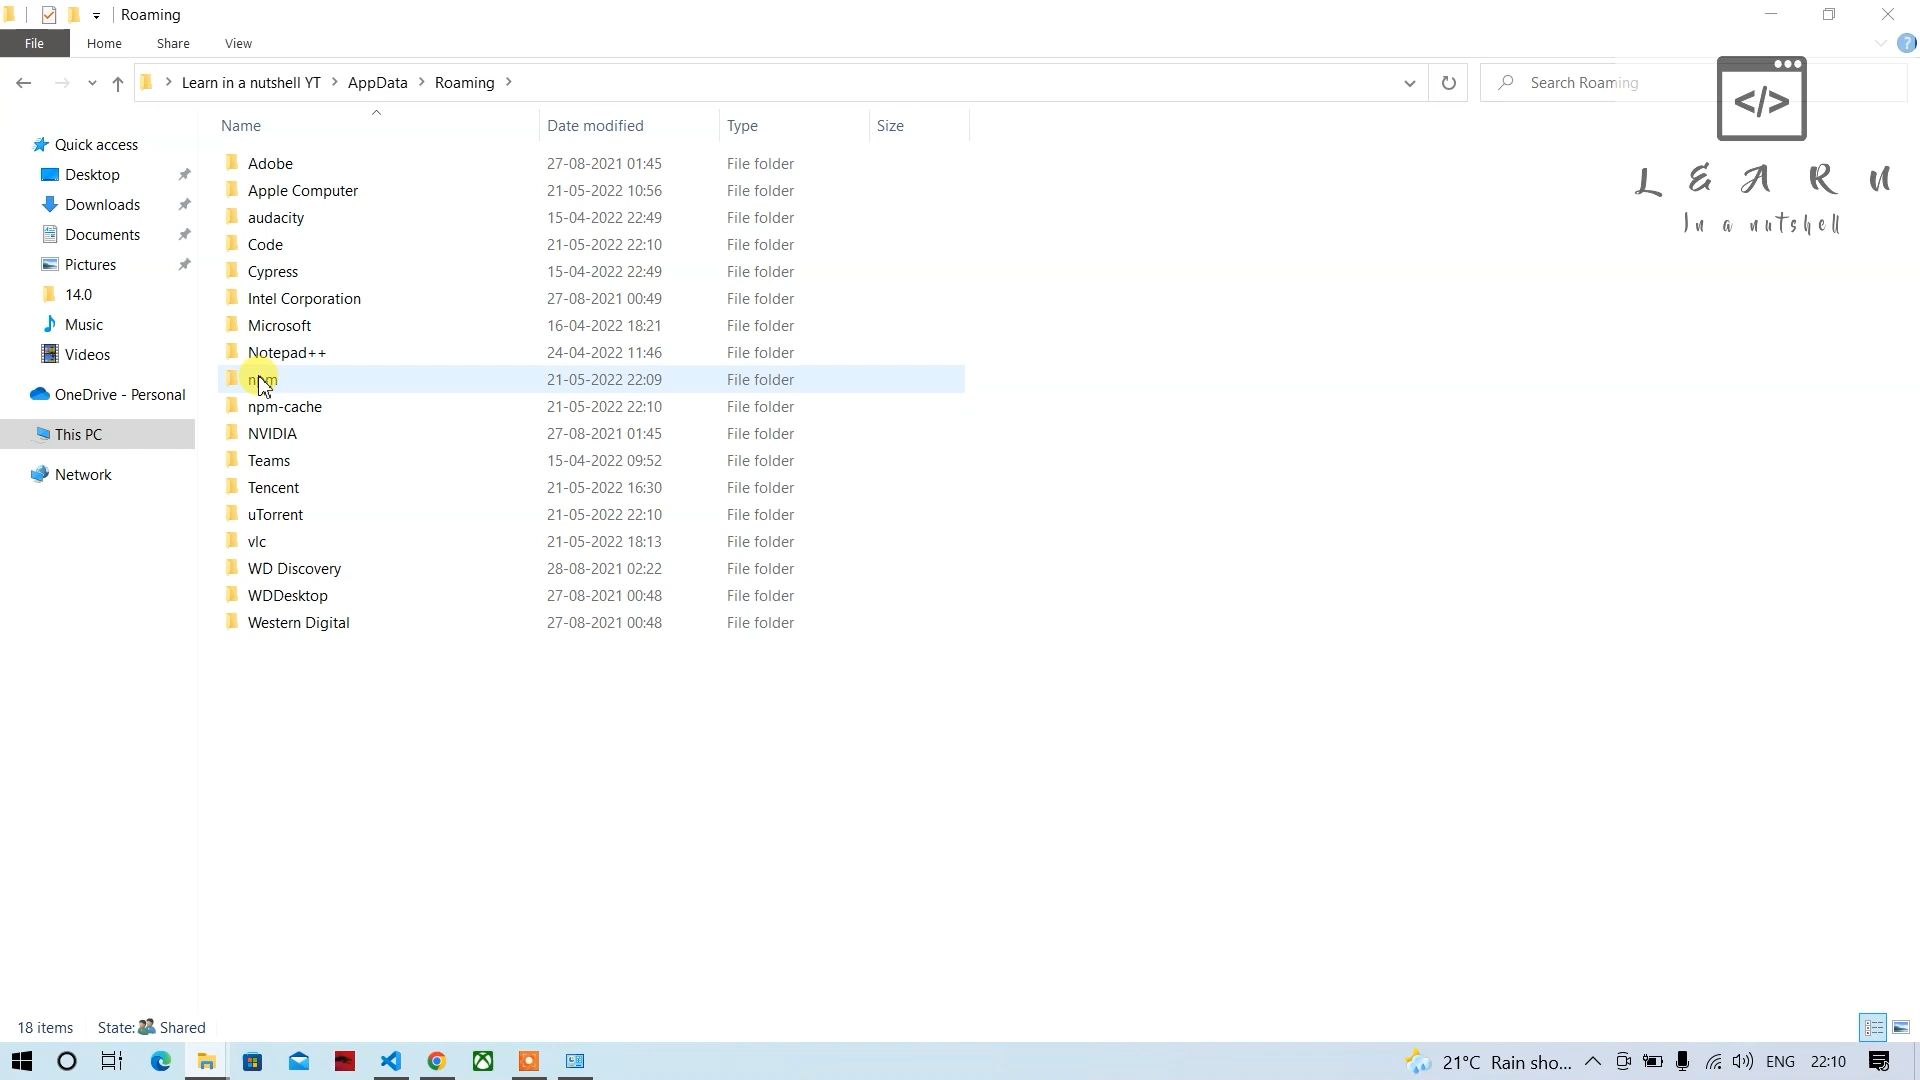 Roaming
File Home Share View
Learn in a nutshell YT AppData Roaming
Search Roaming
</>
LEARN
In a nutshell
Quick access
Desktop
Downloads
Documents
Pictures
14.0
Music
Videos
OneDrive - Personal
This PC
Network
Name Date modified Type Size
Adobe 27-08-2021 01:45 File folder
Apple Computer 21-05-2022 10:56 File folder
audacity 15-04-2022 22:49 File folder
Code 21-05-2022 22:10 File folder
Cypress 15-04-2022 22:49 File folder
Intel Corporation 27-08-2021 00:49 File folder
Microsoft 16-04-2022 18:21 File folder
Notepad++ 24-04-2022 11:46 File folder
npm 21-05-2022 22:09 File folder
npm-cache 21-05-2022 22:10 File folder
NVIDIA 27-08-2021 01:45 File folder
Teams 15-04-2022 09:52 File folder
Tencent 21-05-2022 16:30 File folder
uTorrent 21-05-2022 22:10 File folder
vlc 21-05-2022 18:13 File folder
WD Discovery 28-08-2021 02:22 File folder
WDDesktop 27-08-2021 00:48 File folder
Western Digital 27-08-2021 00:48 File folder
18 items State: Shared
21°C Rain sho... ENG 22:10